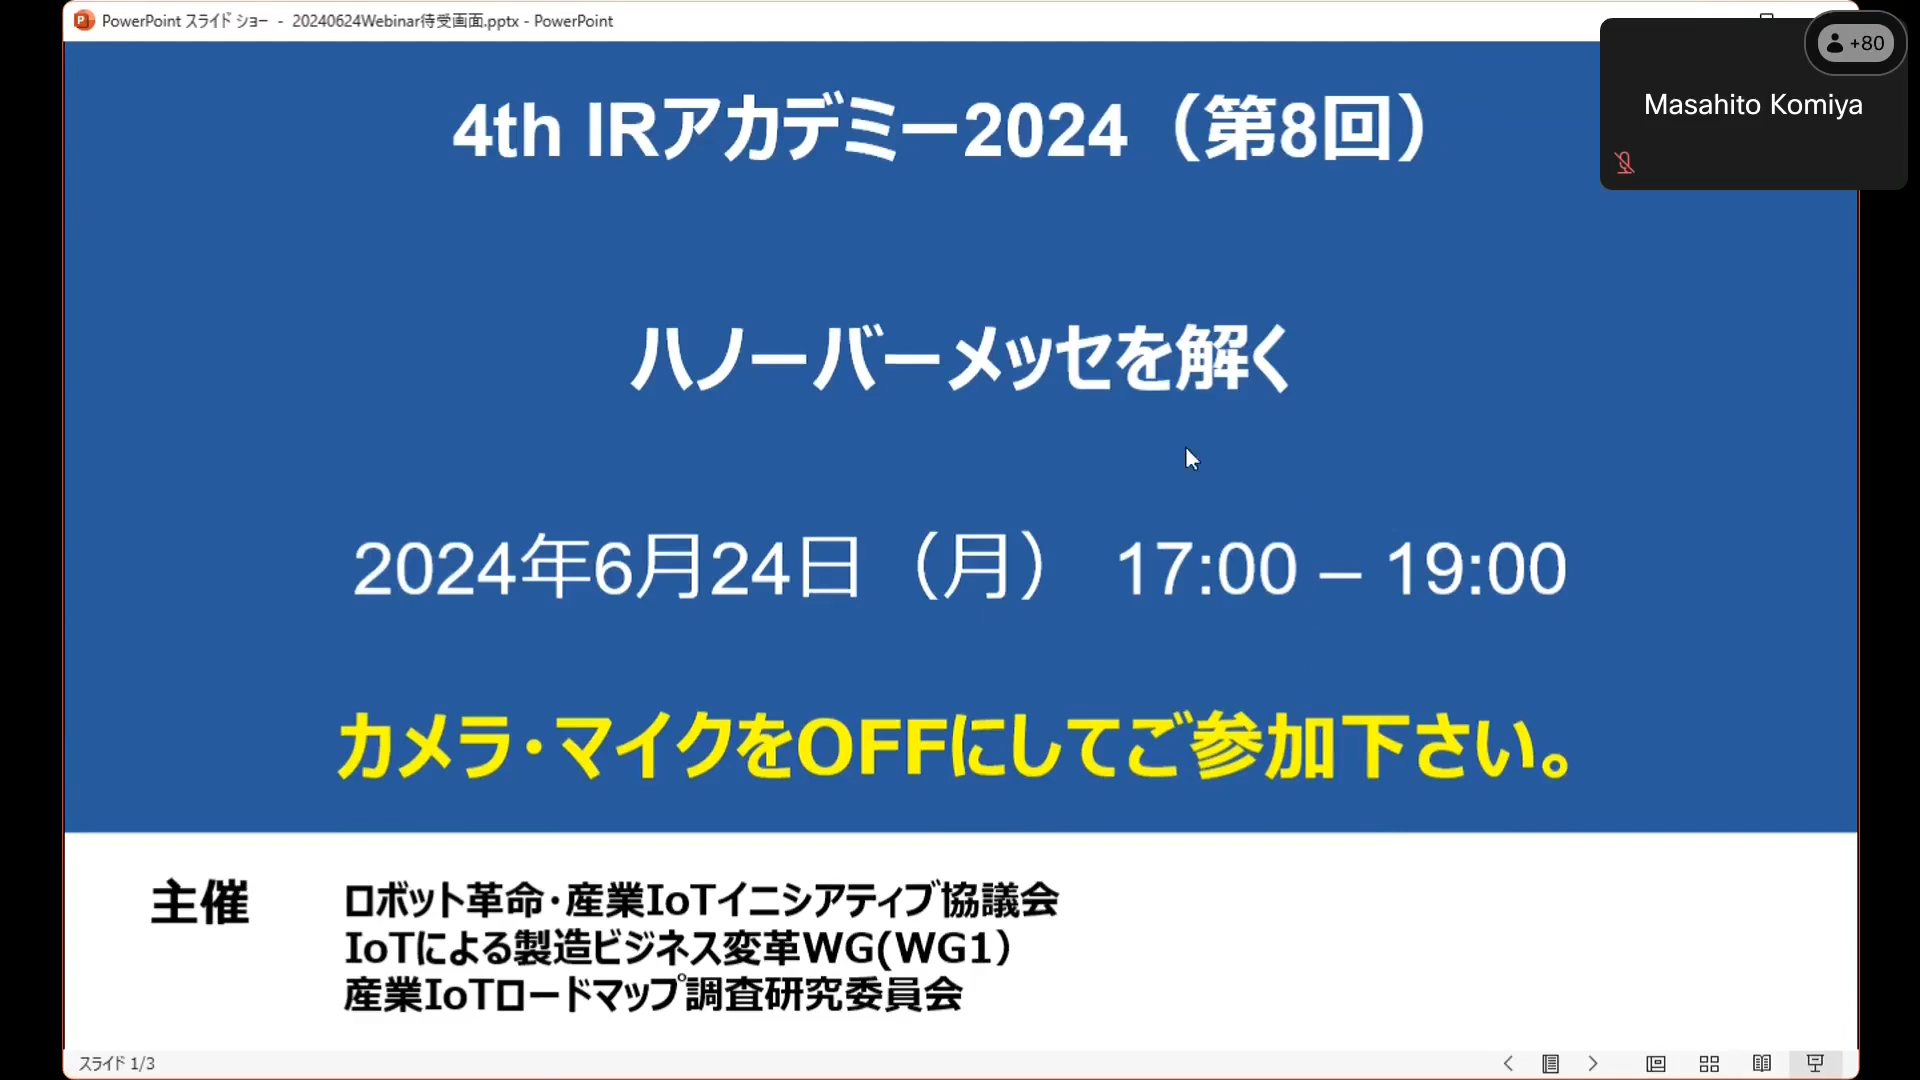 PowerPoint スライド ショー - 20240624Webinar待受画面.pptx - PowerPoint
+80
Masahito Komiya
4th IRアカデミー2024（第8回）
ハノーバーメッセを解く
2024年6月24日（月） 17:00 – 19:00
カメラ・マイクをOFFにしてご参加下さい。
主催
ロボット革命・産業IoTイニシアティブ協議会
IoTによる製造ビジネス変革WG(WG1）
産業IoTロードマップ調査研究委員会
スライド 1/3